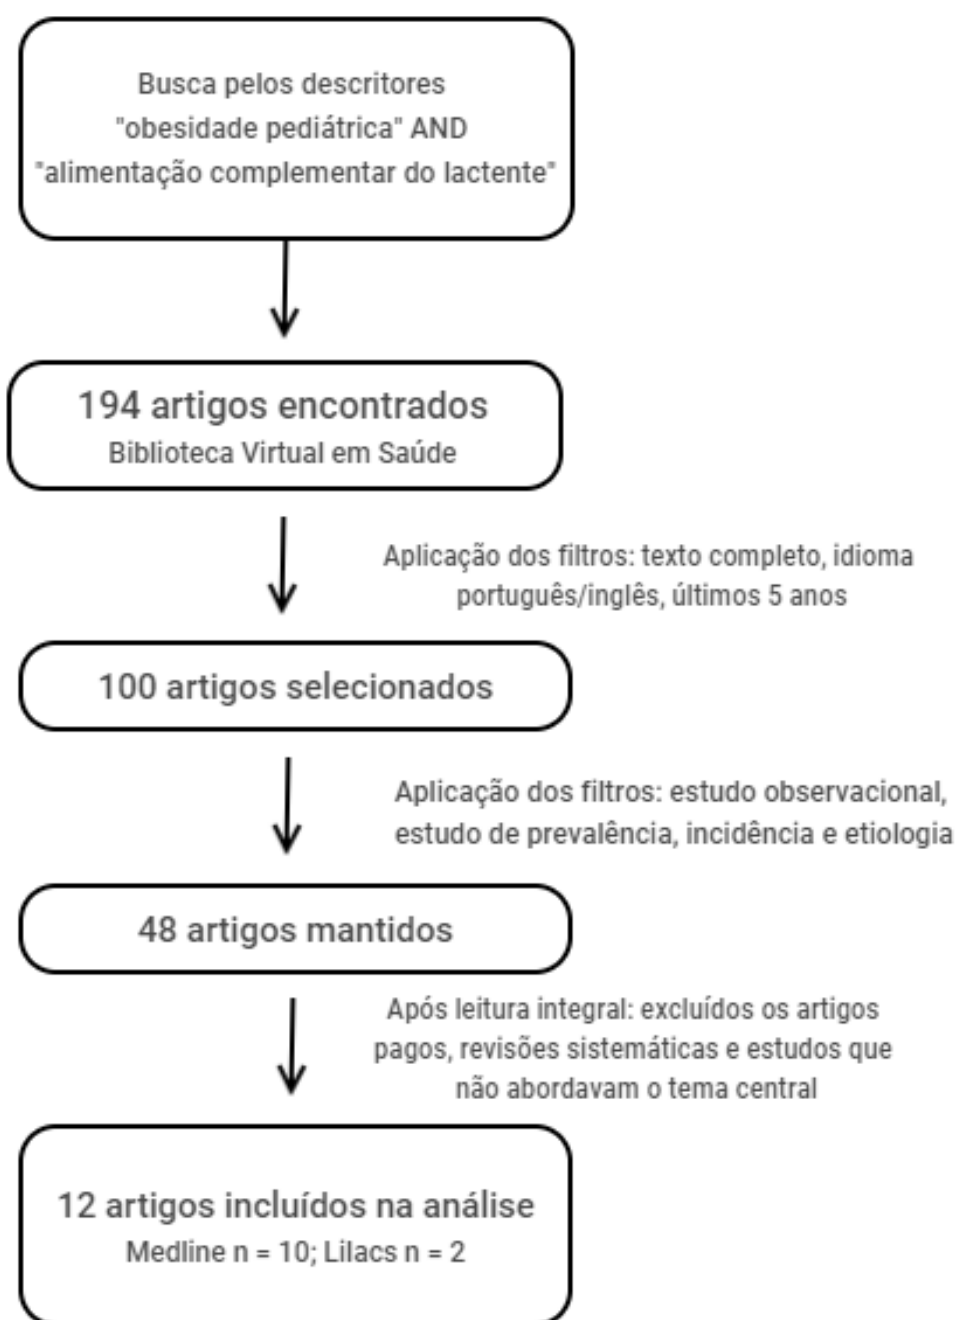 Busca pelos descritores
"obesidade pediátrica" AND
"alimentação complementar do lactente"
194 artigos encontrados
Biblioteca Virtual em Saúde
Aplicação dos filtros: texto completo, idioma
português/inglês, últimos 5 anos
100 artigos selecionados
Aplicação dos filtros: estudo observacional,
estudo de prevalência, incidência e etiologia
48 artigos mantidos
Após leitura integral: excluídos os artigos
pagos, revisões sistemáticas e estudos que
não abordavam o tema central
12 artigos incluídos na análise
Medline n = 10; Lilacs n = 2